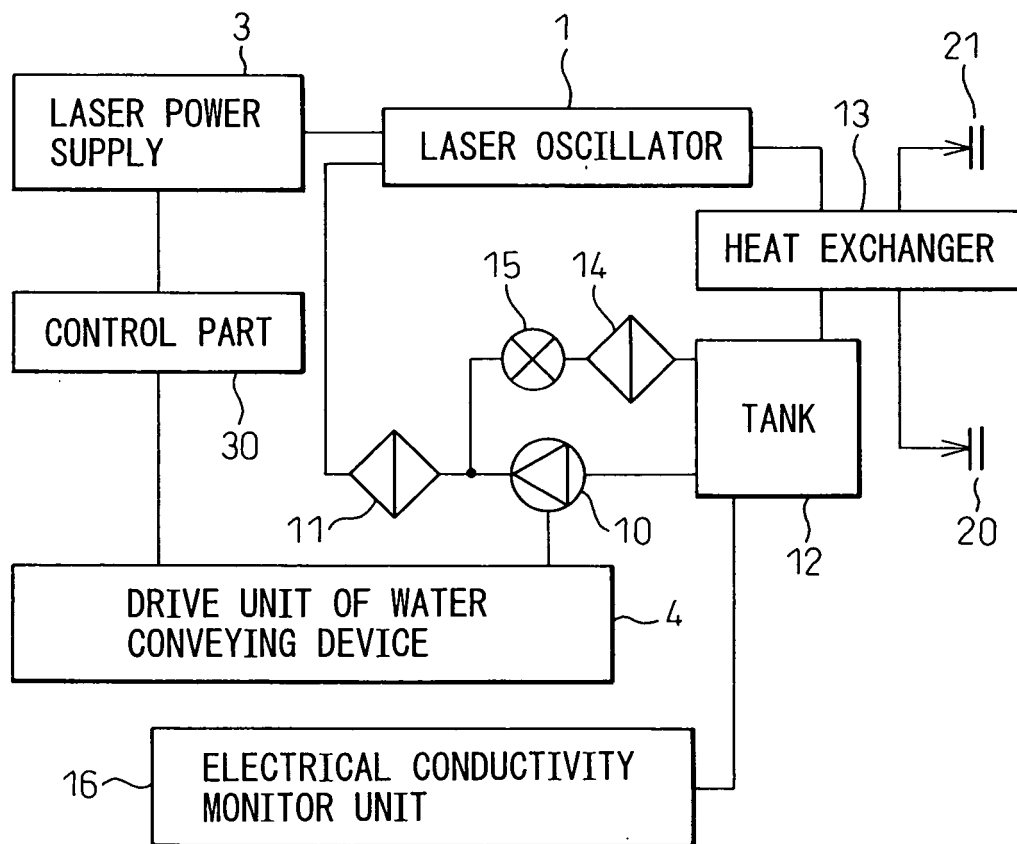 3
1
21
LASER POWER
SUPPLY
LASER OSCILLATOR
13
HEAT EXCHANGER
15
14
CONTROL PART
TANK
30
11
10
12
20
DRIVE UNIT OF WATER
CONVEYING DEVICE
4
16
ELECTRICAL CONDUCTIVITY
MONITOR UNIT